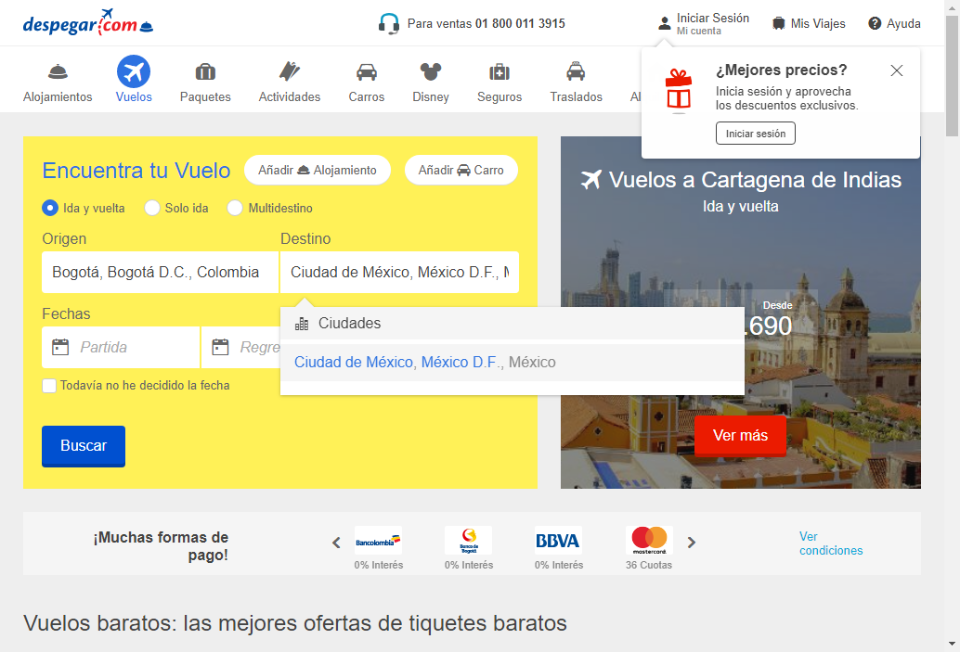 despegar.com
Para ventas 01 800 011 3915
Iniciar Sesión
Mi cuenta
Mis Viajes
Ayuda
Alojamientos
Vuelos
Paquetes
Actividades
Carros
Disney
Seguros
Traslados
¿Mejores precios?
Inicia sesión y aprovecha
los descuentos exclusivos.
Iniciar sesión
Encuentra tu Vuelo
Añadir Alojamiento
Añadir Carro
Ida y vuelta
Solo ida
Multidestino
Origen
Destino
Bogotá, Bogotá D.C., Colombia
Ciudad de México, México D.F.,
Fechas
Partida
Regre
Ciudades
Ciudad de México, México D.F., México
Todavía no he decidido la fecha
Buscar
Vuelos a Cartagena de Indias
Ida y vuelta
Desde
.690
Ver más
¡Muchas formas de
pago!
Bancolombia
0% Interés
Banco de Bogotá
0% Interés
BBVA
0% Interés
mastercard
36 Cuotas
Ver
condiciones
Vuelos baratos: las mejores ofertas de tiquetes baratos